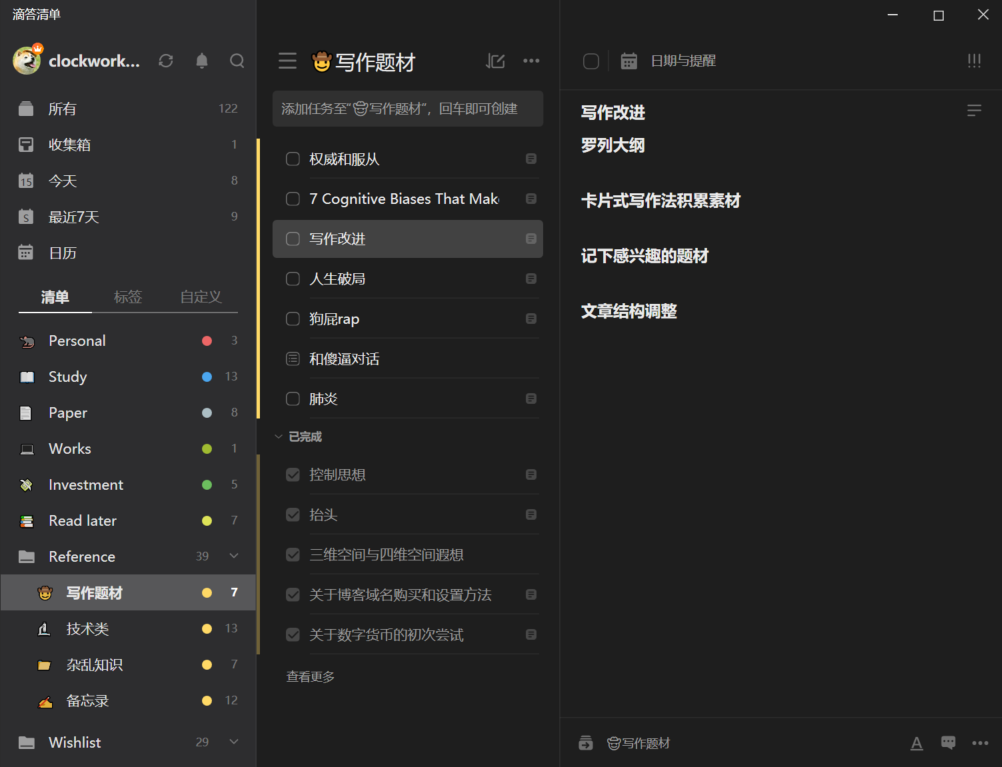 滴答清单
clockwork...
所有 122
收集箱 1
15 今天 8
S 最近7天 9
日历
清单 标签 自定义
Personal 3
Study 13
Paper 8
Works 1
Investment 5
Read later 7
Reference 39
写作题材 7
技术类 13
杂乱知识 7
备忘录 12
Wishlist 29
🤠写作题材
添加任务至"🤠写作题材"，回车即可创建
权威和服从
7 Cognitive Biases That Mak
写作改进
人生破局
狗屁rap
和傻逼对话
肺炎
已完成
控制思想
抬头
三维空间与四维空间遐想
关于博客域名购买和设置方法
关于数字货币的初次尝试
查看更多
日期与提醒 !!!
写作改进
罗列大纲
卡片式写作法积累素材
记下感兴趣的题材
文章结构调整
🤠写作题材 A